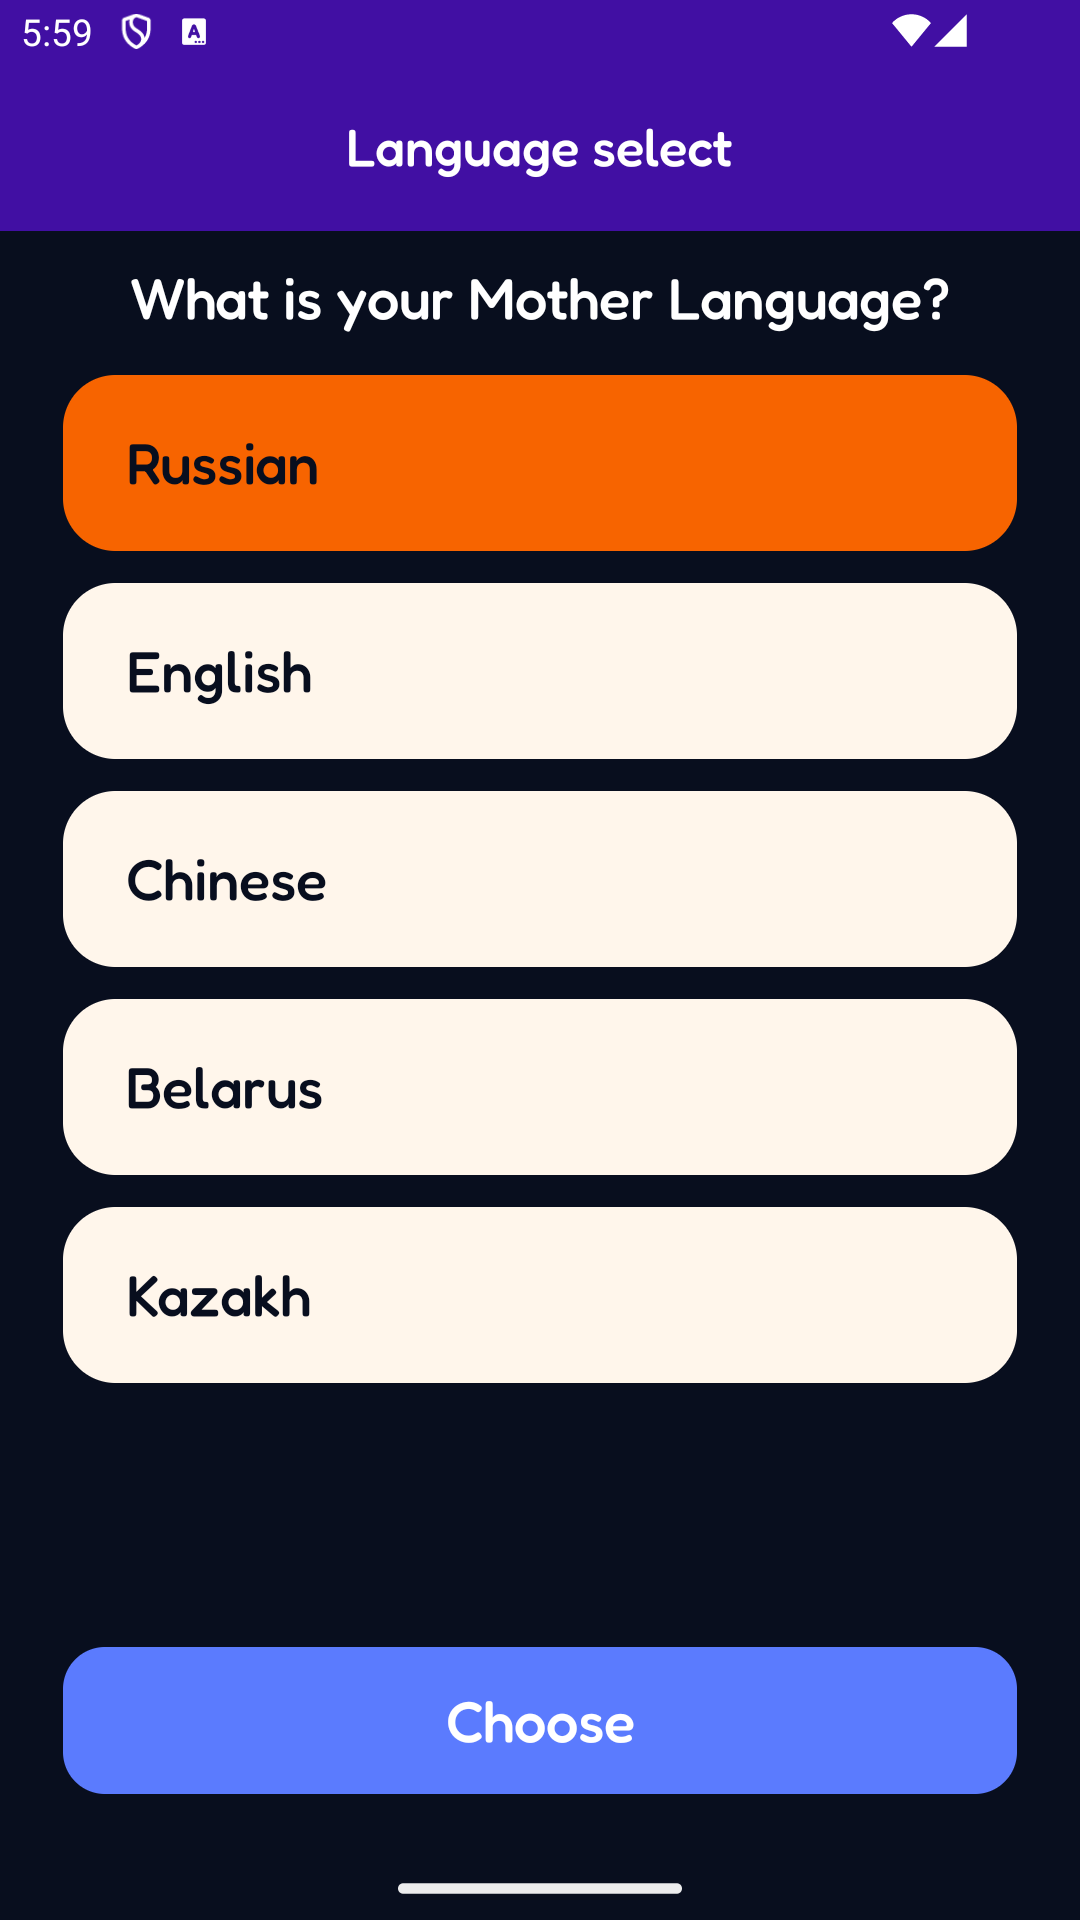 5:59
Language select
What is your Mother Language?
Russian
English
Chinese
Belarus
Kazakh
Choose